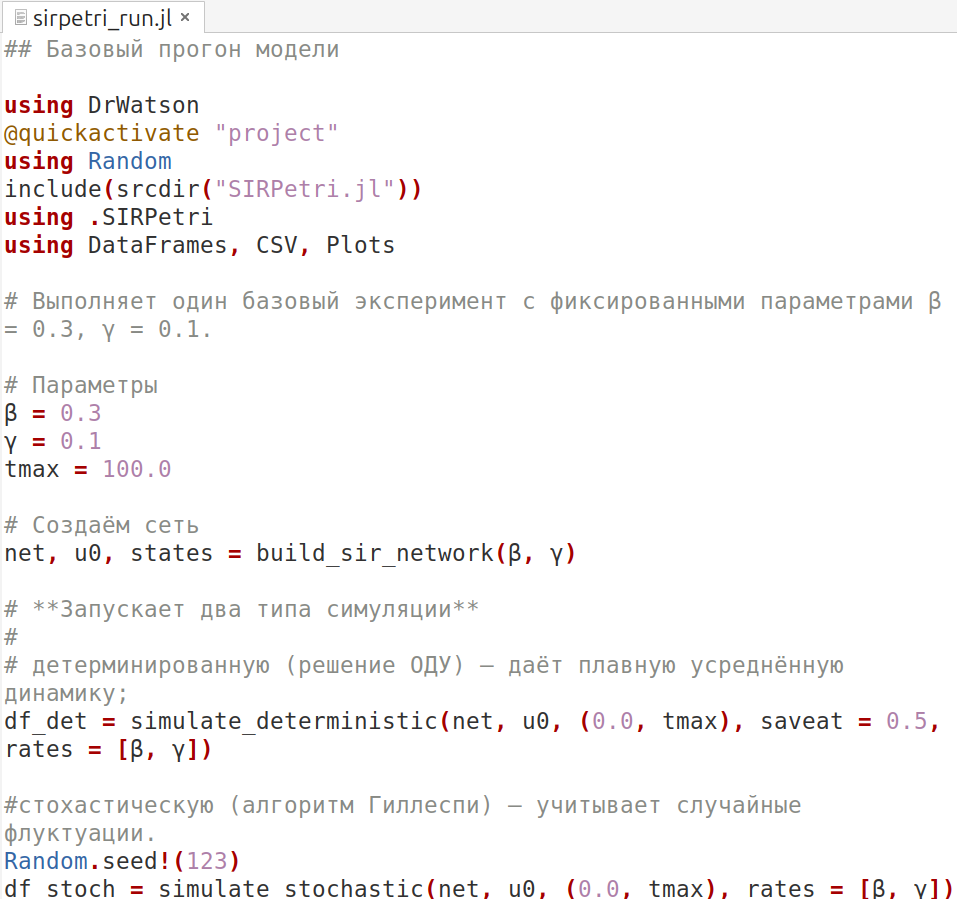 sirpetri_run.jl ×
## Базовый прогон модели
using DrWatson
@quickactivate "project"
using Random
include(srcdir("SIRPetri.jl"))
using .SIRPetri
using DataFrames, CSV, Plots
# Выполняет один базовый эксперимент с фиксированными параметрами β
= 0.3, γ = 0.1.
# Параметры
β = 0.3
γ = 0.1
tmax = 100.0
# Создаём сеть
net, u0, states = build_sir_network(β, γ)
# **Запускает два типа симуляции**
#
# детерминированную (решение ОДУ) — даёт плавную усреднённую
динамику;
df_det = simulate_deterministic(net, u0, (0.0, tmax), saveat = 0.5,
rates = [β, γ])
#стохастическую (алгоритм Гиллеспи) — учитывает случайные
флуктуации.
Random.seed!(123)
df_stoch = simulate_stochastic(net, u0, (0.0, tmax), rates = [β, γ])